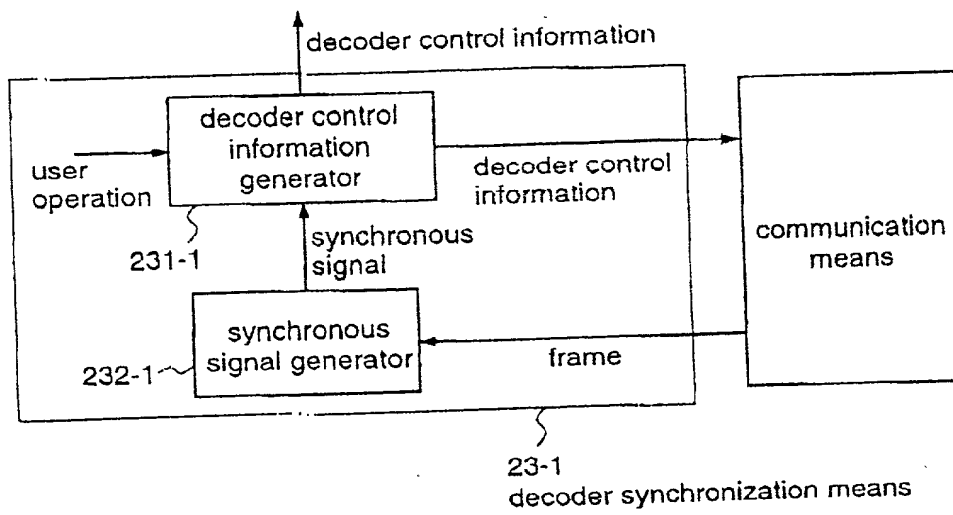 decoder control information
decoder control
information
generator
user
operation
decoder control
information
231-1
synchronous
signal
communication
means
synchronous
signal generator
232-1
frame
23-1
decoder synchronization means